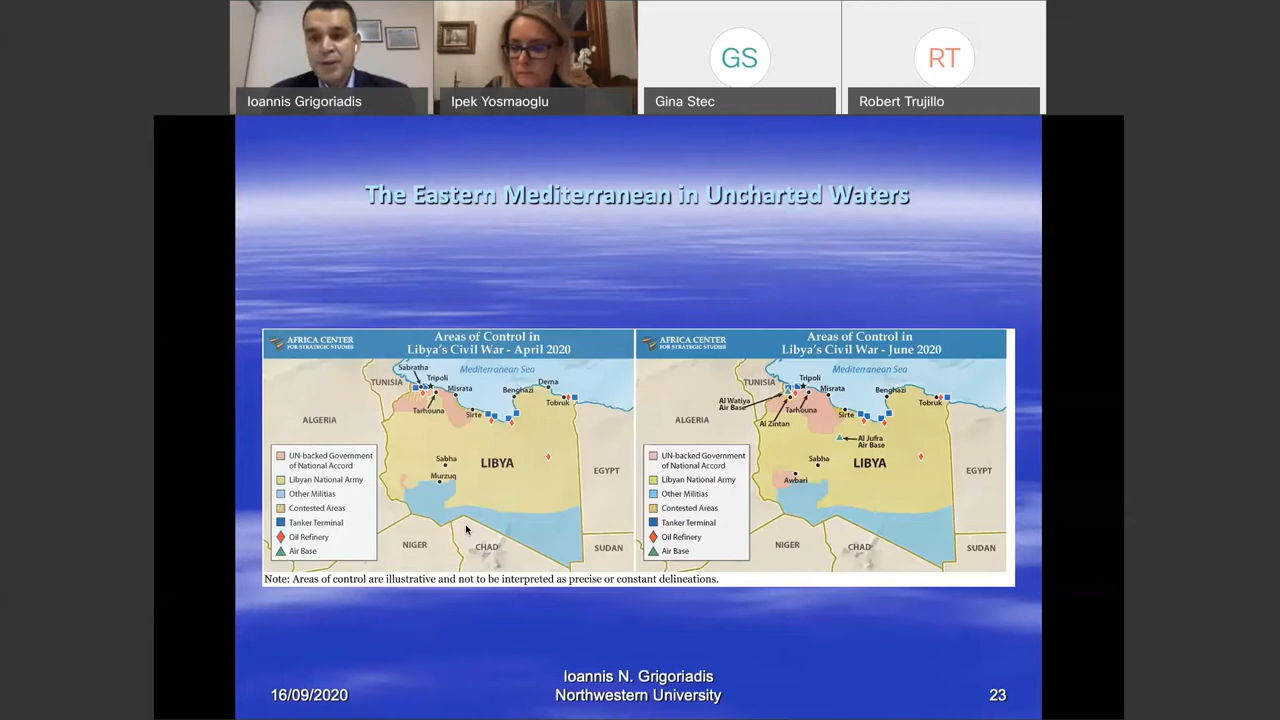 Ioannis Grigoriadis
Ipek Yosmaoglu
GS
Gina Stec
RT
Robert Trujillo
The Eastern Mediterranean in Uncharted Waters
AFRICA CENTER
FOR STRATEGIC STUDIES
Areas of Control in
Libya's Civil War - April 2020
Mediterranean Sea
Sabratha
Tripoli
TUNISIA
Misrata
Benghazi
Derna
Tobruk
Tarhouna
Sirte
ALGERIA
Sabha
LIBYA
Murzuq
EGYPT
NIGER
CHAD
SUDAN
UN-backed Government
of National Accord
Libyan National Army
Other Militias
Contested Areas
Tanker Terminal
Oil Refinery
Air Base
AFRICA CENTER
FOR STRATEGIC STUDIES
Areas of Control in
Libya's Civil War - June 2020
Mediterranean Sea
Tripoli
TUNISIA
Misrata
Benghazi
Al Watiya
Air Base
Tobruk
Tarhouna
Sirte
Al Zintan
ALGERIA
Al Jufra
Air Base
Sabha
LIBYA
Awbari
EGYPT
NIGER
CHAD
SUDAN
UN-backed Government
of National Accord
Libyan National Army
Other Militias
Contested Areas
Tanker Terminal
Oil Refinery
Air Base
Note: Areas of control are illustrative and not to be interpreted as precise or constant delineations.
16/09/2020
Ioannis N. Grigoriadis
Northwestern University
23